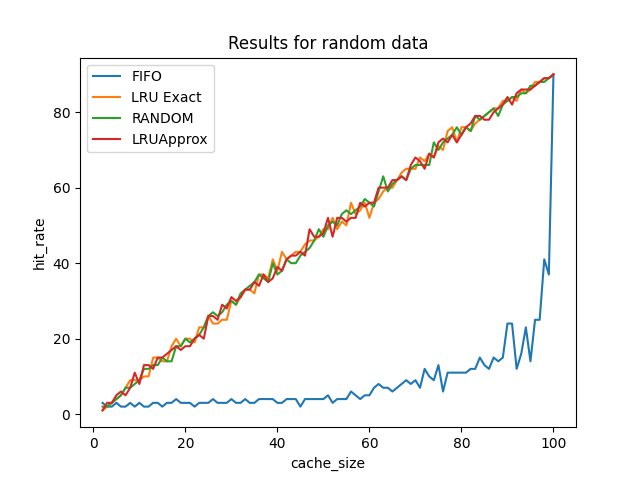 Results for random data
FIFO
LRU Exact
RANDOM
LRUApprox
hit_rate
80
60
40
20
0
0 20 40 60 80 100
cache_size